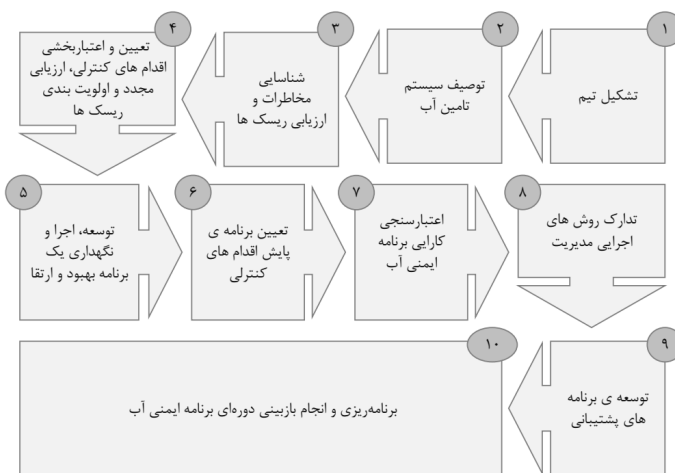 ۱
تشکیل تیم
۲
توصیف سیستم
تامین آب
۳
شناسایی
مخاطرات و
ارزیابی ریسک ها
۴
تعیین و اعتباربخشی
اقدام های کنترلی، ارزیابی
مجدد و اولویت بندی
ریسک ها
۵
توسعه، اجرا و
نگهداری یک
برنامه بهبود و ارتقا
۶
تعیین برنامه ی
پایش اقدام های
کنترلی
۷
اعتبارسنجی
کارایی برنامه
ایمنی آب
۸
تدارک روش های
اجرایی مدیریت
۹
توسعه ی برنامه
های پشتیبانی
۱۰
برنامه‌ریزی و انجام بازبینی دوره‌ای برنامه ایمنی آب